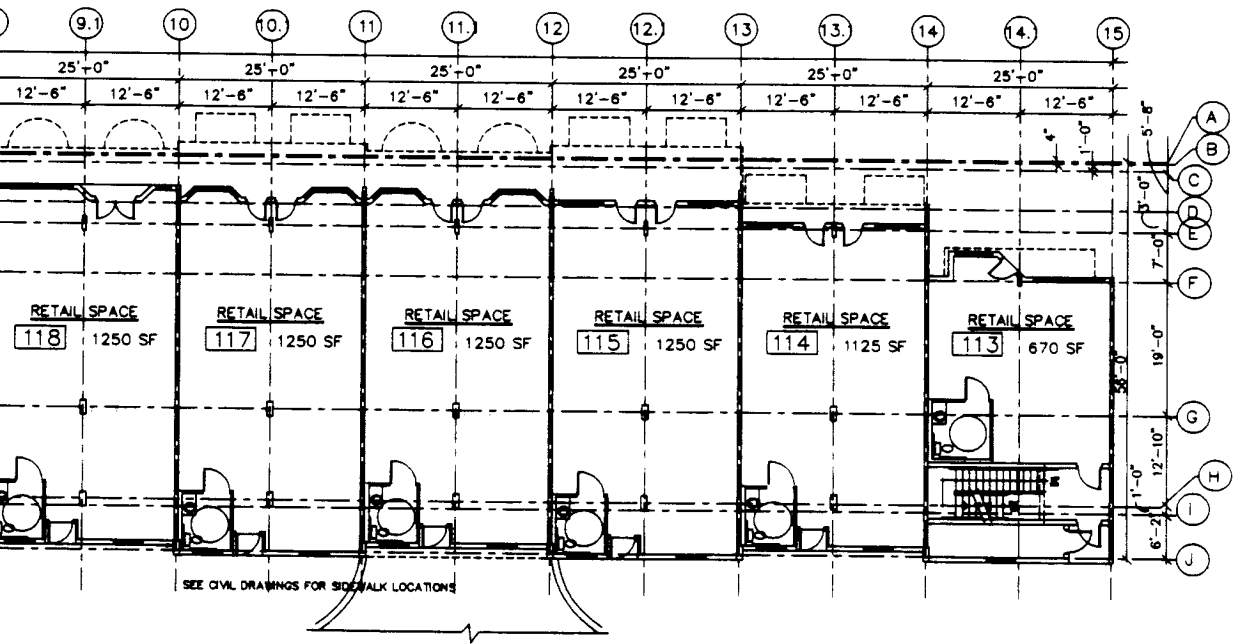 9.1 10 10.1 11 11.1 12 12.1 13 13.1 14 14.1 15
25'-0" 25'-0" 25'-0" 25'-0" 25'-0" 25'-0"
12'-6" 12'-6" 12'-6" 12'-6" 12'-6" 12'-6" 12'-6" 12'-6" 12'-6" 12'-6" 12'-6" 12'-6"
4" 1'-0" 5'-8"
A
B
C
3'-0"
D
E
7'-0"
F
RETAIL SPACE RETAIL SPACE RETAIL SPACE RETAIL SPACE RETAIL SPACE RETAIL SPACE
118 1250 SF 117 1250 SF 116 1250 SF 115 1250 SF 114 1125 SF 113 670 SF
58'-0" 19'-0"
G
12'-10"
H
1'-0"
I
6'-2"
J
SEE CIVIL DRAWINGS FOR SIDEWALK LOCATIONS